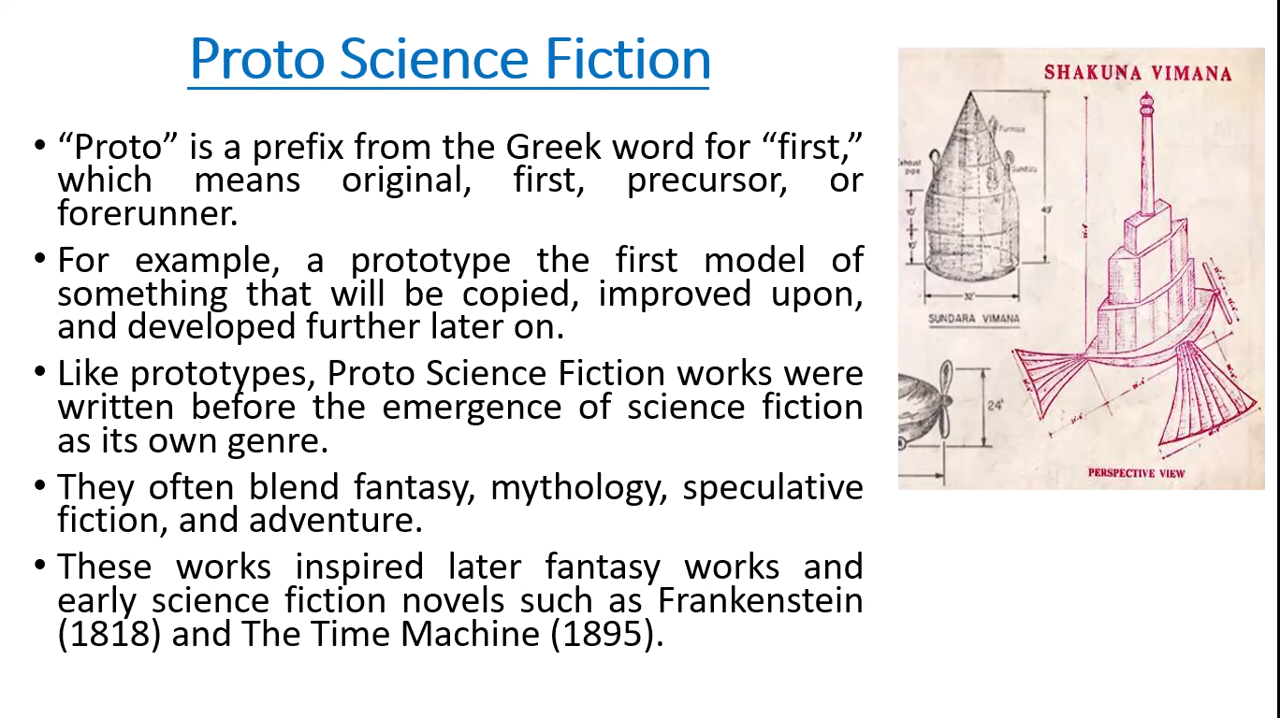 Proto Science Fiction
• “Proto” is a prefix from the Greek word for “first,”
which means original, first, precursor, or
forerunner.
• For example, a prototype the first model of
something that will be copied, improved upon,
and developed further later on.
• Like prototypes, Proto Science Fiction works were
written before the emergence of science fiction
as its own genre.
• They often blend fantasy, mythology, speculative
fiction, and adventure.
• These works inspired later fantasy works and
early science fiction novels such as Frankenstein
(1818) and The Time Machine (1895).
SHAKUNA VIMANA
SUNDARA VIMANA
24'
PERSPECTIVE VIEW